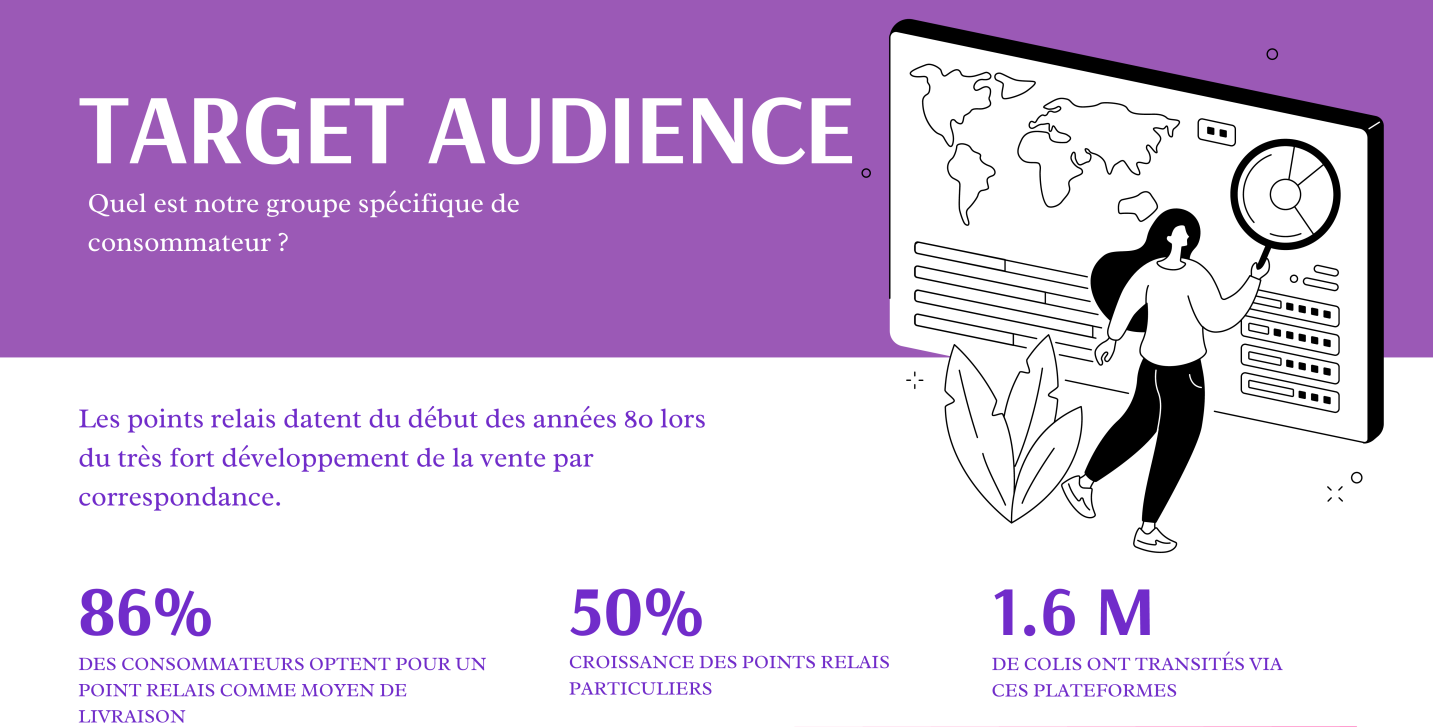 TARGET AUDIENCE
Quel est notre groupe spécifique de
consommateur ?
Les points relais datent du début des années 80 lors
du très fort développement de la vente par
correspondance.
86%
DES CONSOMMATEURS OPTENT POUR UN
POINT RELAIS COMME MOYEN DE
LIVRAISON
50%
CROISSANCE DES POINTS RELAIS
PARTICULIERS
1.6 M
DE COLIS ONT TRANSITÉS VIA
CES PLATEFORMES